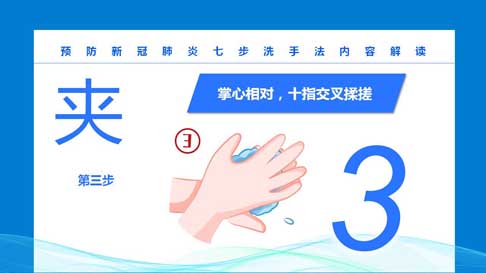 预防新冠肺炎七步洗手法内容解读
夹
掌心相对，十指交叉揉搓
③
第三步
3